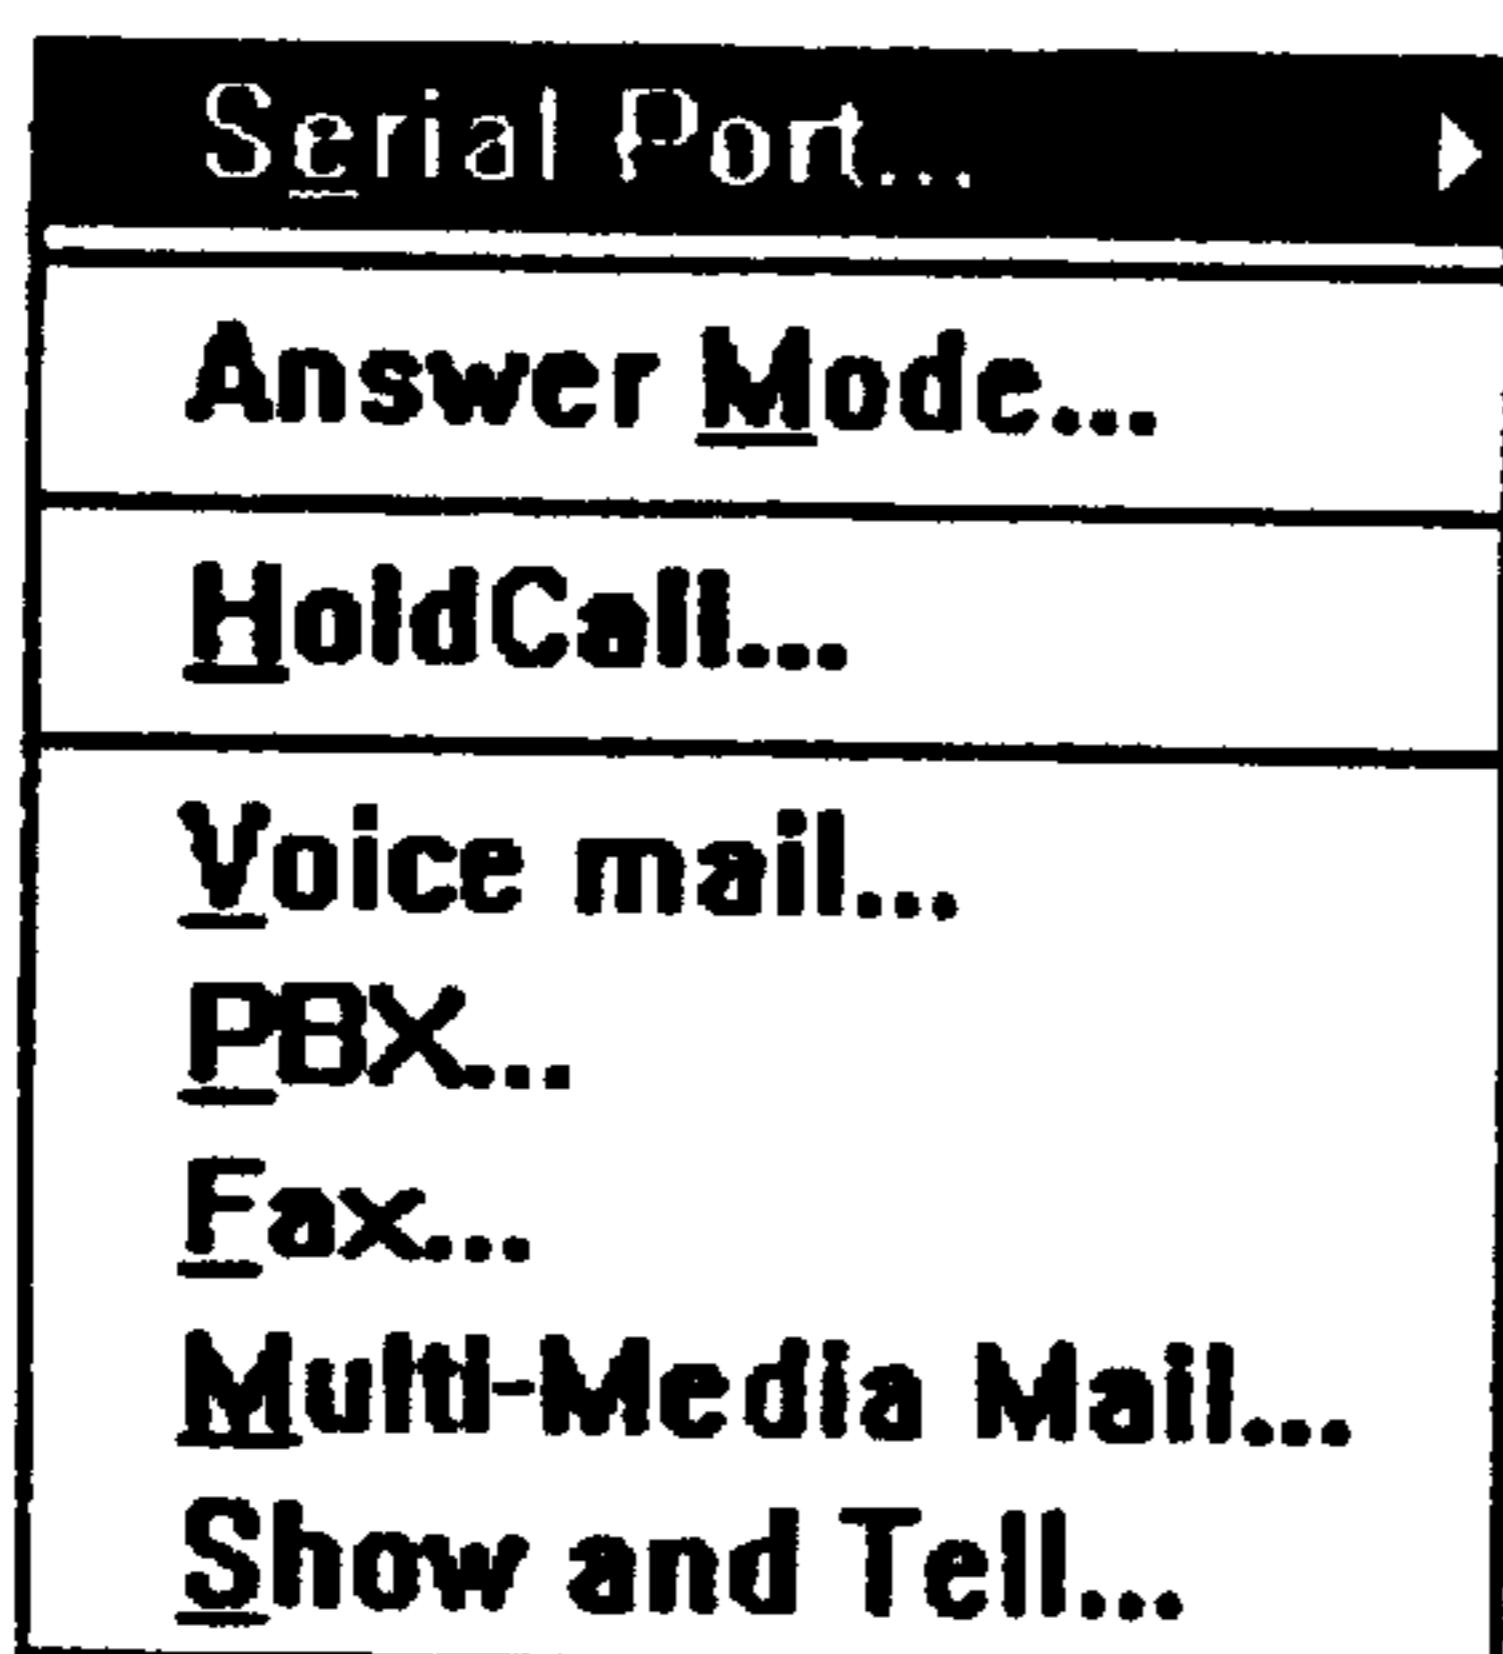 Serial Port...
Answer Mode...
HoldCall...
Voice mail...
PBX...
Fax...
Multi-Media Mail...
Show and Tell...